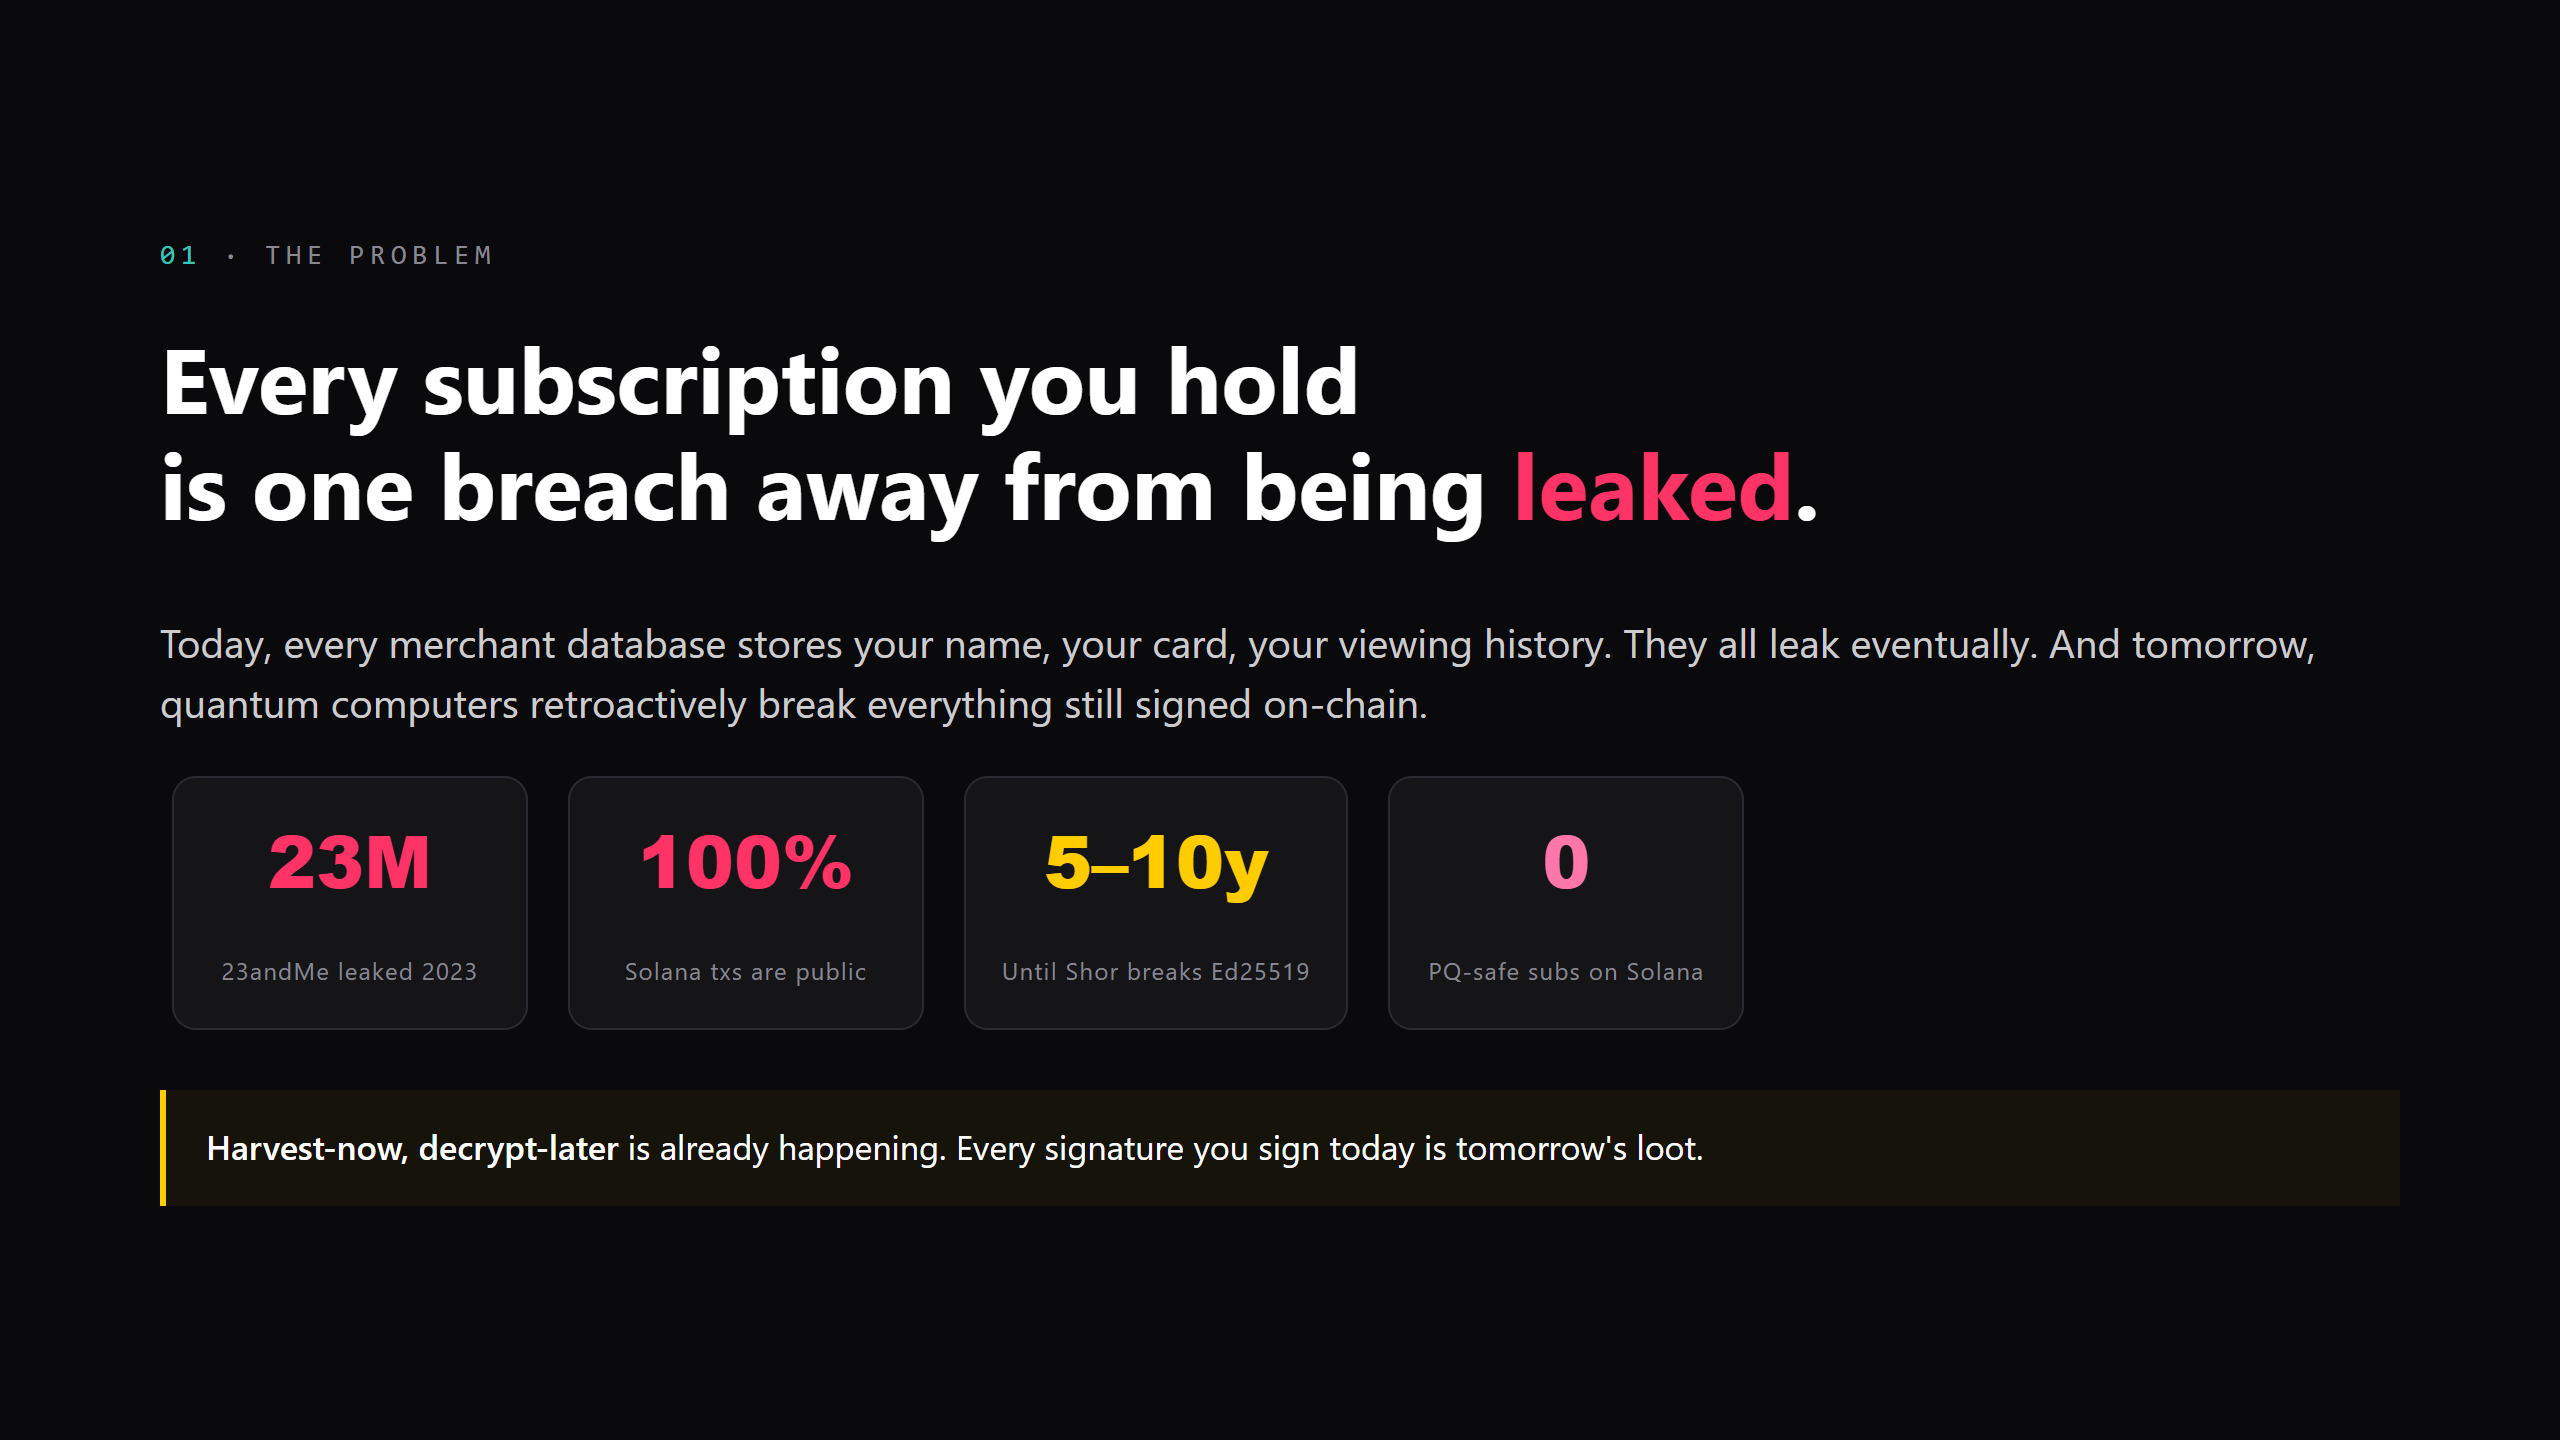 01 · THE PROBLEM
Every subscription you hold
is one breach away from being leaked.
Today, every merchant database stores your name, your card, your viewing history. They all leak eventually. And tomorrow,
quantum computers retroactively break everything still signed on-chain.
23M
23andMe leaked 2023
100%
Solana txs are public
5–10y
Until Shor breaks Ed25519
0
PQ-safe subs on Solana
Harvest-now, decrypt-later is already happening. Every signature you sign today is tomorrow's loot.